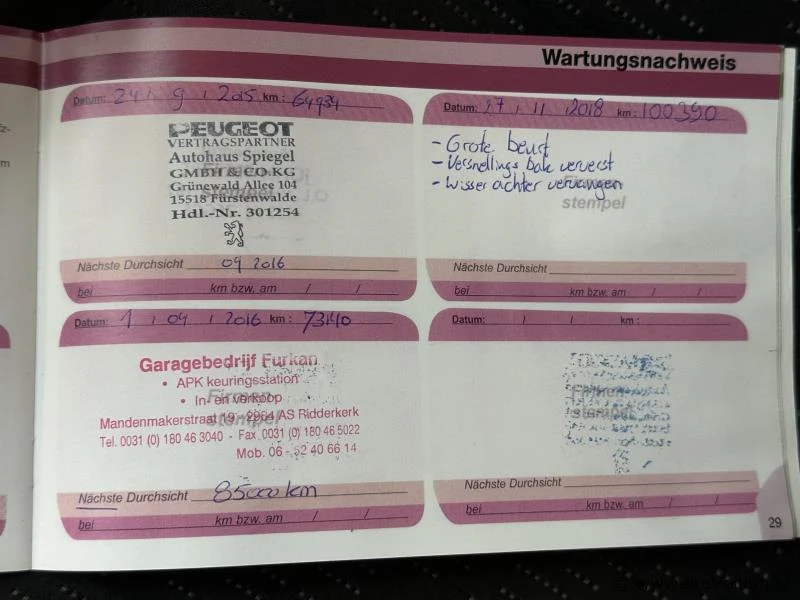 Wartungsnachweis
Datum: 24 / 9 / 2015 km: 64934
PEUGEOT
VERTRAGSPARTNER
Autohaus Spiegel
GMBH & CO.KG
Grünewald Allee 104
15518 Fürstenwalde
Hdl.-Nr. 301254
Nächste Durchsicht 09 2016
bei km bzw. am / /
Datum: 27 / 11 / 2018 km: 100390
- Grote beurt
- Versnellings bak ververst
- wisser achter vervangen
Firmen
stempel
Nächste Durchsicht
bei km bzw. am / /
Datum: 1 / 04 / 2016 km: 73140
Garagebedrijf Furkan
• APK keuringsstation
• In- en verkoop
Mandenmakerstraat 19 - 2984 AS Ridderkerk
Tel. 0031 (0) 180 46 3040 - Fax 0031 (0) 180 46 5022
Mob. 06 - 52 40 66 14
Nächste Durchsicht 85000 km
bei km bzw. am / /
Datum: / / km:
Firmen
stempel
Nächste Durchsicht
bei km bzw. am / /
29